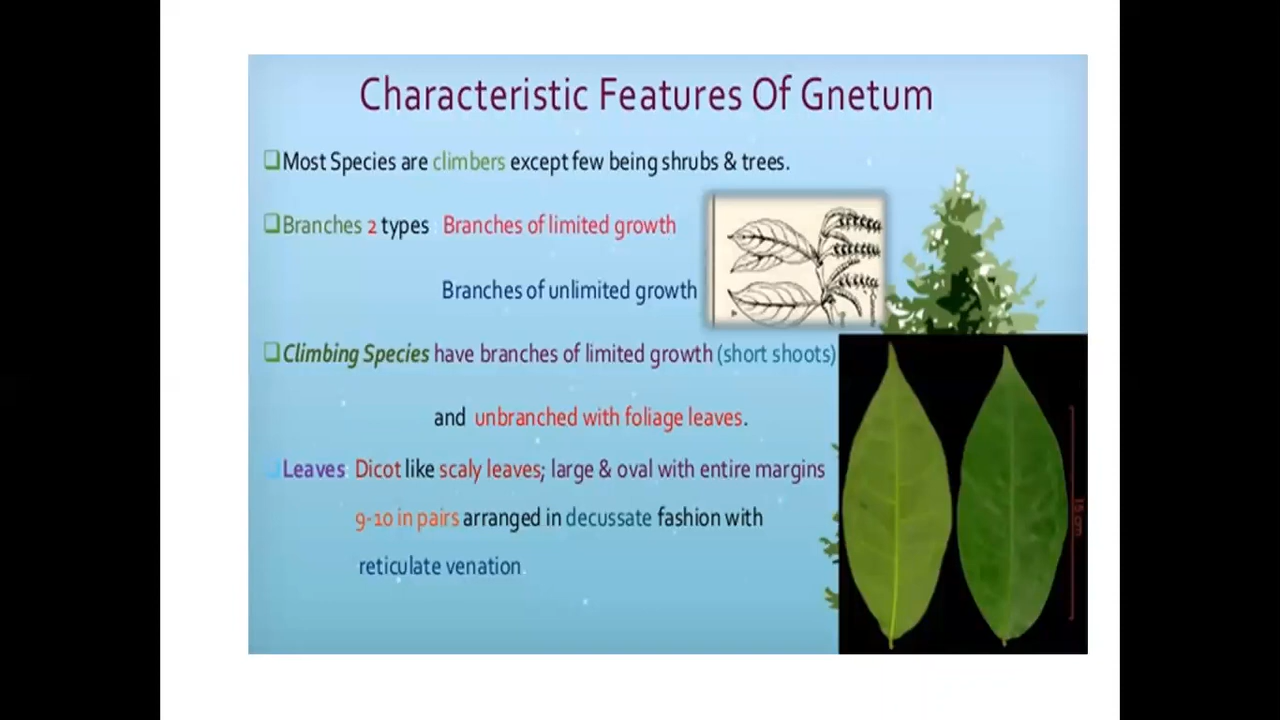 Characteristic Features Of Gnetum
❑Most Species are climbers except few being shrubs & trees.
❑Branches 2 types Branches of limited growth
Branches of unlimited growth
❑Climbing Species have branches of limited growth (short shoots)
and unbranched with foliage leaves.
❑Leaves Dicot like scaly leaves; large & oval with entire margins
9-10 in pairs arranged in decussate fashion with
reticulate venation
15 cm